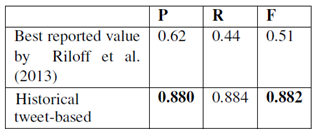 P R F
Best reported value 0.62 0.44 0.51
by Riloff et al.
(2013)
Historical 0.880 0.884 0.882
tweet-based